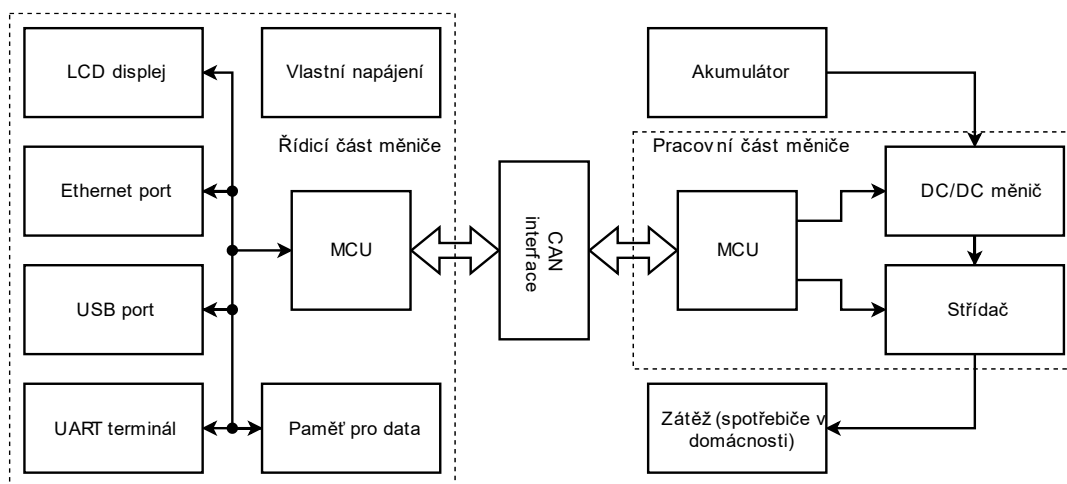 LCD displej
Vlastní napájení
Akumulátor
Řídicí část měniče
Pracovní část měniče
Ethernet port
DC/DC měnič
MCU
CAN
interface
MCU
USB port
Střídač
UART terminál
Paměť pro data
Zátěž (spotřebiče v
domácnosti)